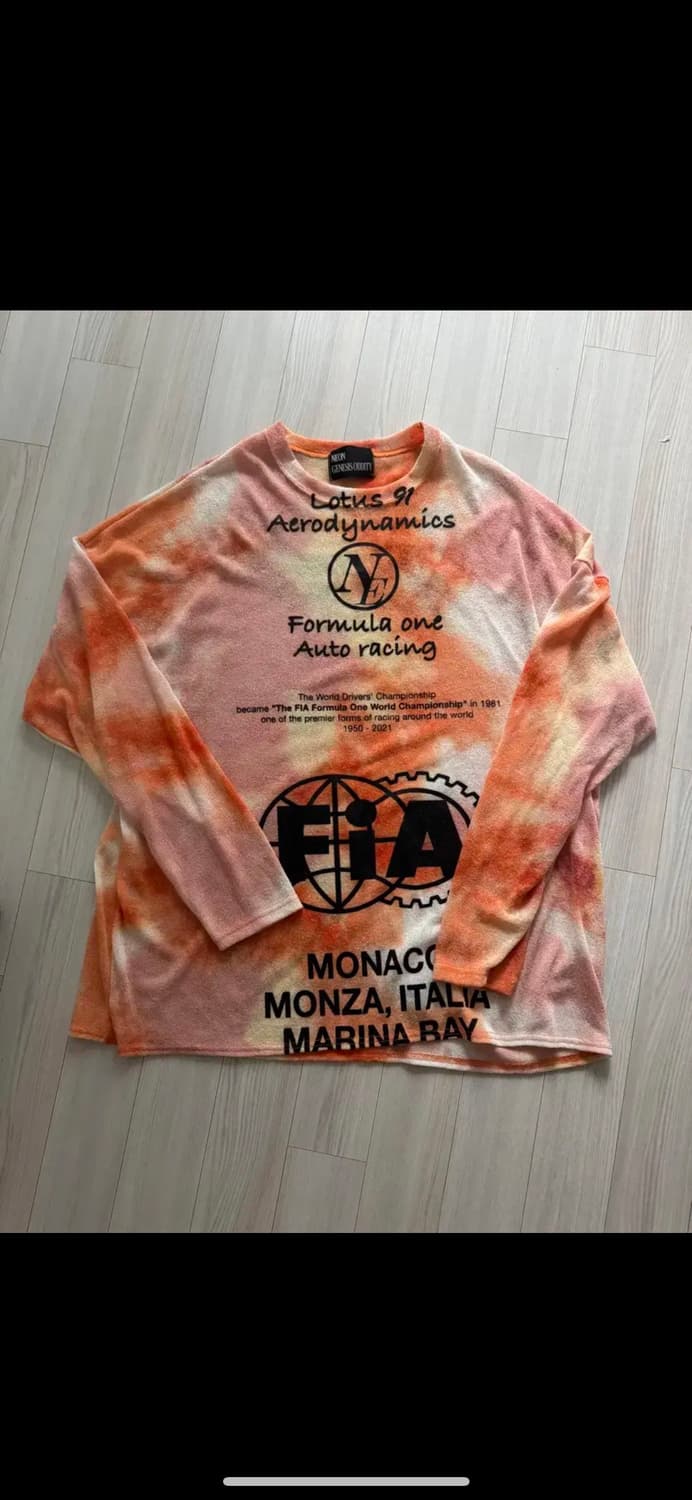 NEON
GENESIS ODDITY
Lotus 91
Aerodynamics
NE
Formula one
Auto racing
The World Drivers' Championship
became "The FIA Formula One World Championship" in 1981
one of the premier forms of racing around the world
1950 - 2021
FiA
MONACO
MONZA, ITALIA
MARINA BAY